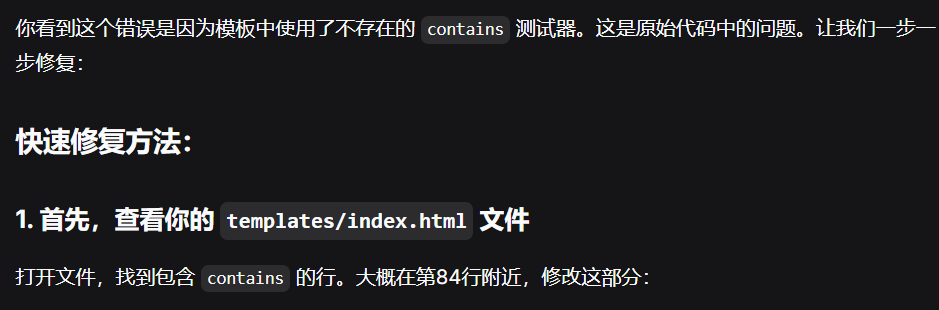 你看到这个错误是因为模板中使用了不存在的 contains 测试器。这是原始代码中的问题。让我们一步一
步修复：
快速修复方法：
1. 首先，查看你的 templates/index.html 文件
打开文件，找到包含 contains 的行。大概在第84行附近，修改这部分：